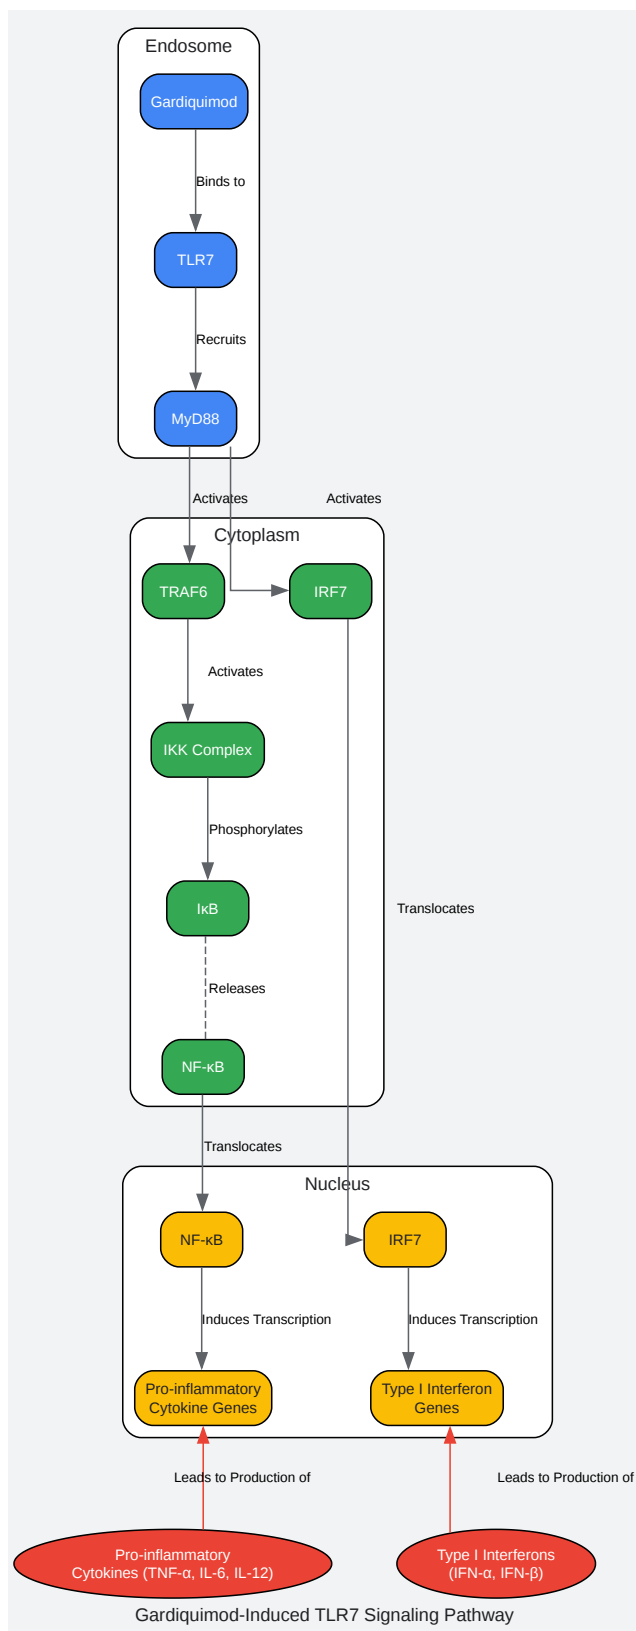 Endosome
Gardiquimod
Binds to
TLR7
Recruits
MyD88
Activates
Activates
Cytoplasm
TRAF6
IRF7
Activates
IKK Complex
Phosphorylates
IκB
Translocates
Releases
NF-κB
Translocates
Nucleus
NF-κB
IRF7
Induces Transcription
Induces Transcription
Pro-inflammatory
Cytokine Genes
Type I Interferon
Genes
Leads to Production of
Leads to Production of
Pro-inflammatory
Cytokines (TNF-α, IL-6, IL-12)
Type I Interferons
(IFN-α, IFN-β)
Gardiquimod-Induced TLR7 Signaling Pathway